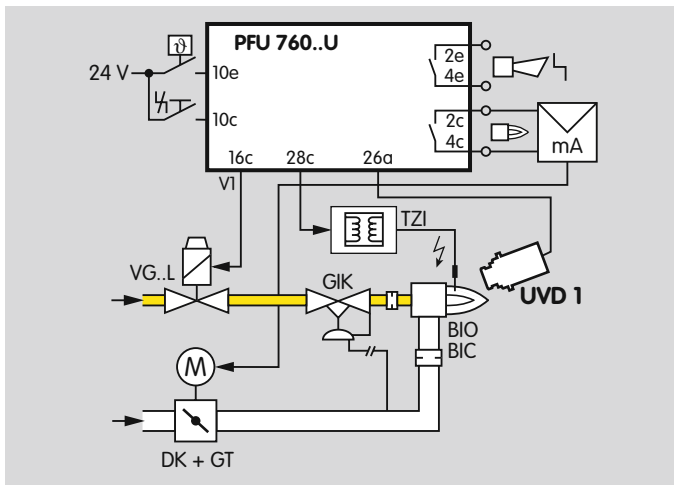 PFU 760..U
ϑ
24 V
10e
10c
2e
4e
2c
4c
mA
16c
28c
26a
V1
TZI
VG..L
GIK
UVD 1
BIO
BIC
M
DK + GT